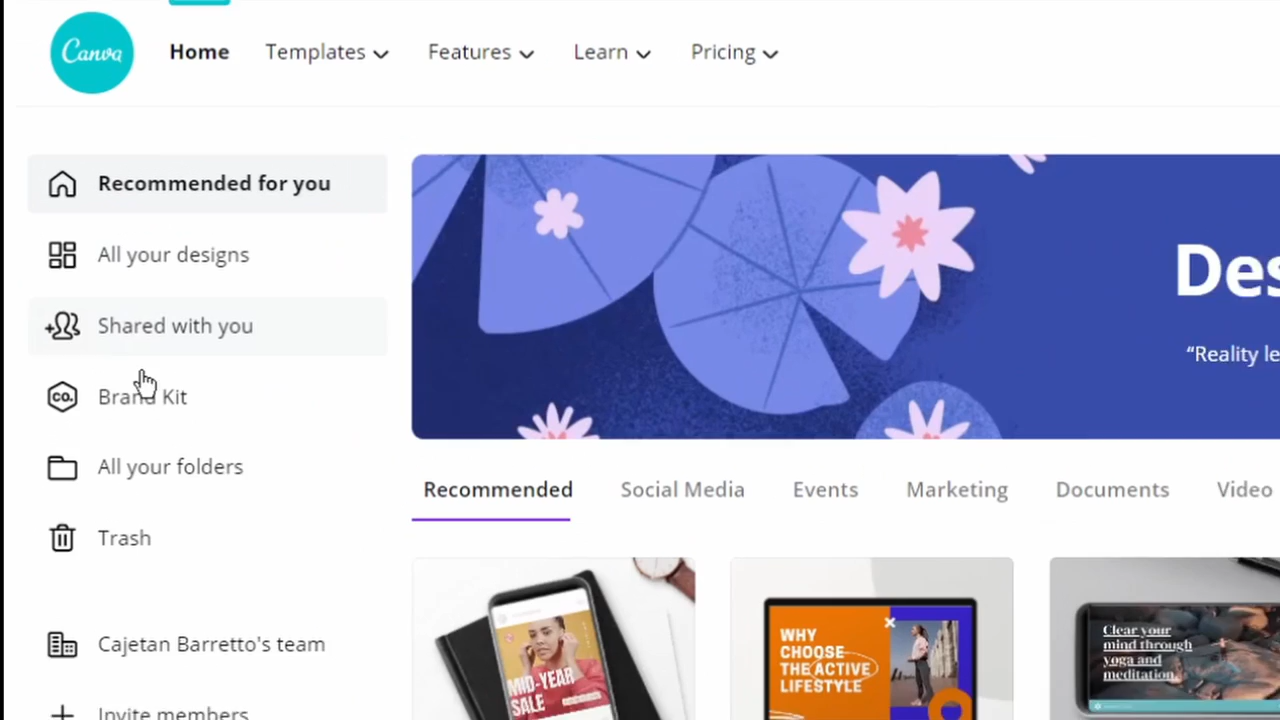 Canva
Home
Templates
Features
Learn
Pricing
Recommended for you
All your designs
Shared with you
CO.
Brand Kit
All your folders
Trash
Cajetan Barretto's team
Invite members
Des
“Reality le
Recommended
Social Media
Events
Marketing
Documents
Video
MID-YEAR
SALE
WHY
CHOOSE
THE ACTIVE
LIFESTYLE
Clear your
mind through
yoga and
meditation.